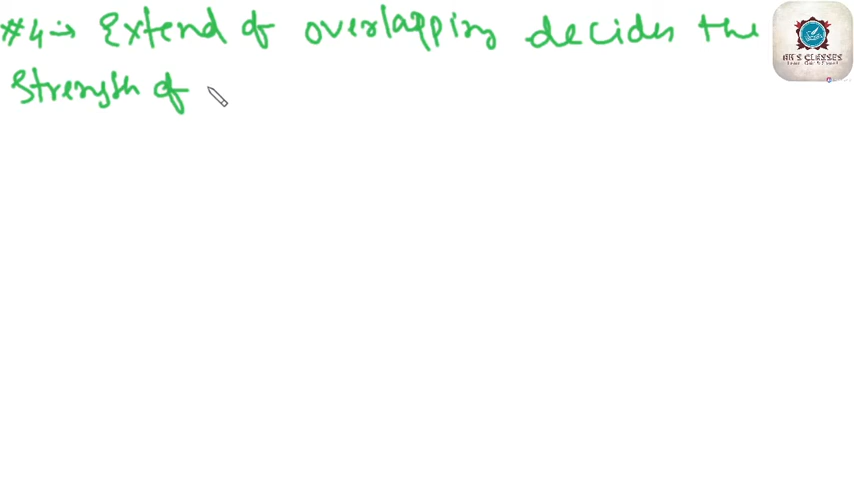 #4→ Extend of overlapping decides the
Strength of